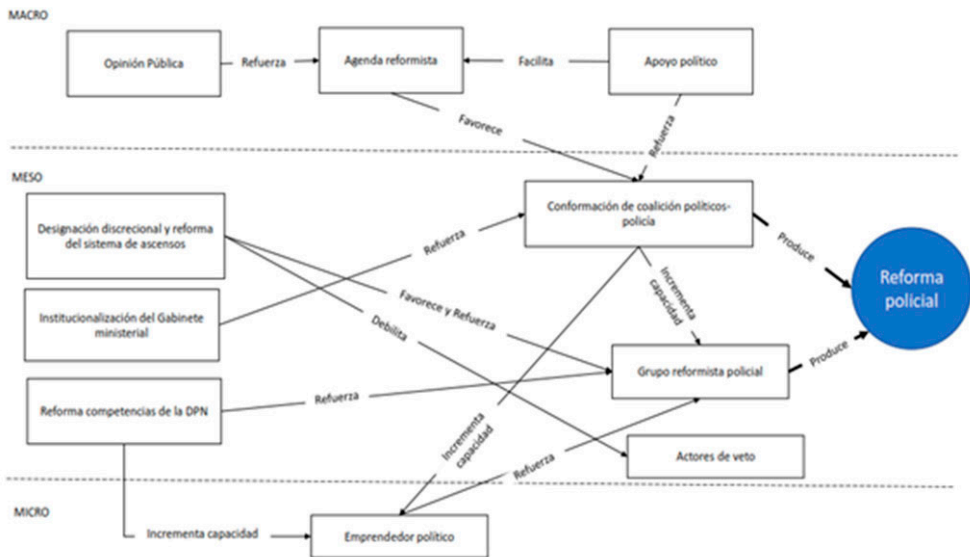 MACRO
Opinión Pública
Refuerza
Agenda reformista
Facilita
Apoyo político
Favorece
Refuerza
MESO
Designación discrecional y reforma
del sistema de ascensos
Conformación de coalición políticos-
policía
Refuerza
Produce
Reforma
policial
Institucionalización del Gabinete
ministerial
Favorece y Refuerza
Incrementa
capacidad
Debilita
Grupo reformista policial
Produce
Reforma competencias de la DPN
Refuerza
Incrementa
capacidad
Refuerza
Actores de veto
MICRO
Incrementa capacidad
Emprendedor político